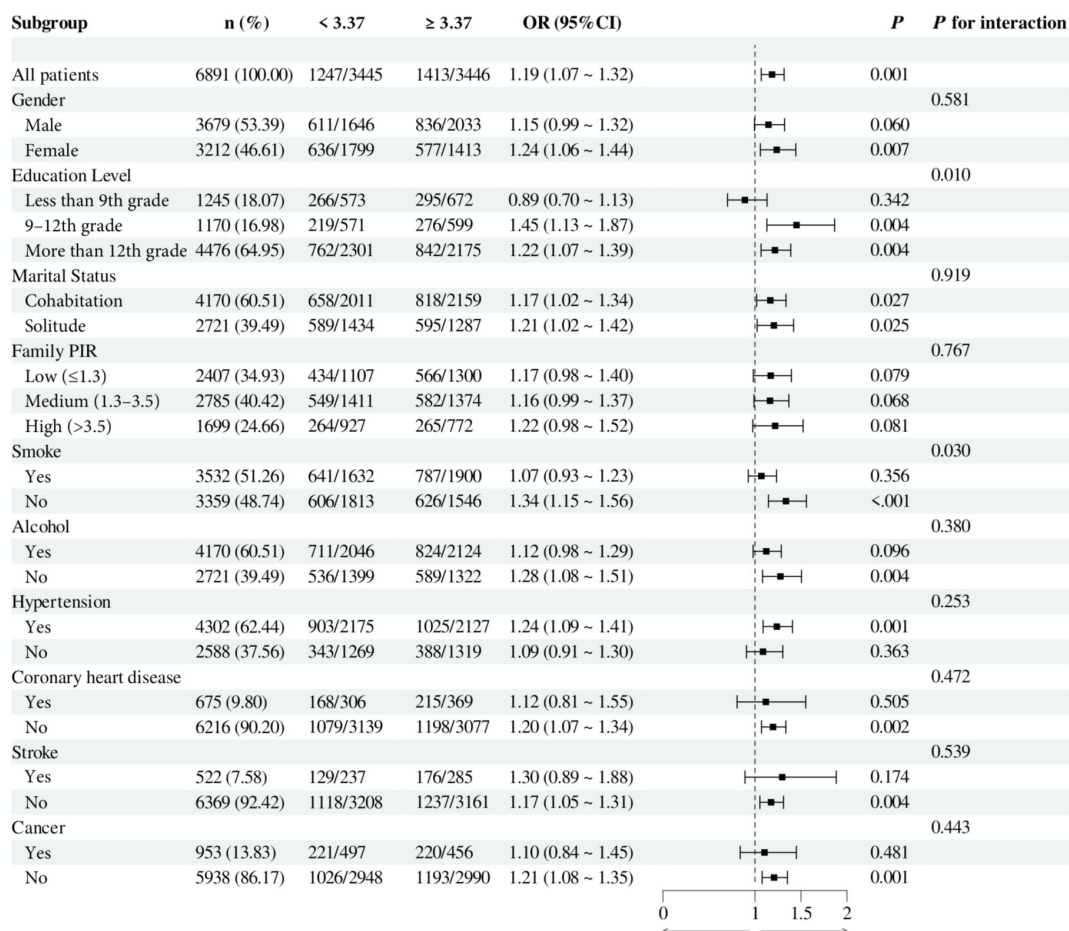 Subgroup n (%) < 3.37 ≥ 3.37 OR (95%CI) P P for interaction
All patients 6891 (100.00) 1247/3445 1413/3446 1.19 (1.07 ~ 1.32) 0.001
Gender 0.581
Male 3679 (53.39) 611/1646 836/2033 1.15 (0.99 ~ 1.32) 0.060
Female 3212 (46.61) 636/1799 577/1413 1.24 (1.06 ~ 1.44) 0.007
Education Level 0.010
Less than 9th grade 1245 (18.07) 266/573 295/672 0.89 (0.70 ~ 1.13) 0.342
9–12th grade 1170 (16.98) 219/571 276/599 1.45 (1.13 ~ 1.87) 0.004
More than 12th grade 4476 (64.95) 762/2301 842/2175 1.22 (1.07 ~ 1.39) 0.004
Marital Status 0.919
Cohabitation 4170 (60.51) 658/2011 818/2159 1.17 (1.02 ~ 1.34) 0.027
Solitude 2721 (39.49) 589/1434 595/1287 1.21 (1.02 ~ 1.42) 0.025
Family PIR 0.767
Low (≤1.3) 2407 (34.93) 434/1107 566/1300 1.17 (0.98 ~ 1.40) 0.079
Medium (1.3–3.5) 2785 (40.42) 549/1411 582/1374 1.16 (0.99 ~ 1.37) 0.068
High (>3.5) 1699 (24.66) 264/927 265/772 1.22 (0.98 ~ 1.52) 0.081
Smoke 0.030
Yes 3532 (51.26) 641/1632 787/1900 1.07 (0.93 ~ 1.23) 0.356
No 3359 (48.74) 606/1813 626/1546 1.34 (1.15 ~ 1.56) <.001
Alcohol 0.380
Yes 4170 (60.51) 711/2046 824/2124 1.12 (0.98 ~ 1.29) 0.096
No 2721 (39.49) 536/1399 589/1322 1.28 (1.08 ~ 1.51) 0.004
Hypertension 0.253
Yes 4302 (62.44) 903/2175 1025/2127 1.24 (1.09 ~ 1.41) 0.001
No 2588 (37.56) 343/1269 388/1319 1.09 (0.91 ~ 1.30) 0.363
Coronary heart disease 0.472
Yes 675 (9.80) 168/306 215/369 1.12 (0.81 ~ 1.55) 0.505
No 6216 (90.20) 1079/3139 1198/3077 1.20 (1.07 ~ 1.34) 0.002
Stroke 0.539
Yes 522 (7.58) 129/237 176/285 1.30 (0.89 ~ 1.88) 0.174
No 6369 (92.42) 1118/3208 1237/3161 1.17 (1.05 ~ 1.31) 0.004
Cancer 0.443
Yes 953 (13.83) 221/497 220/456 1.10 (0.84 ~ 1.45) 0.481
No 5938 (86.17) 1026/2948 1193/2990 1.21 (1.08 ~ 1.35) 0.001
0 1 1.5 2